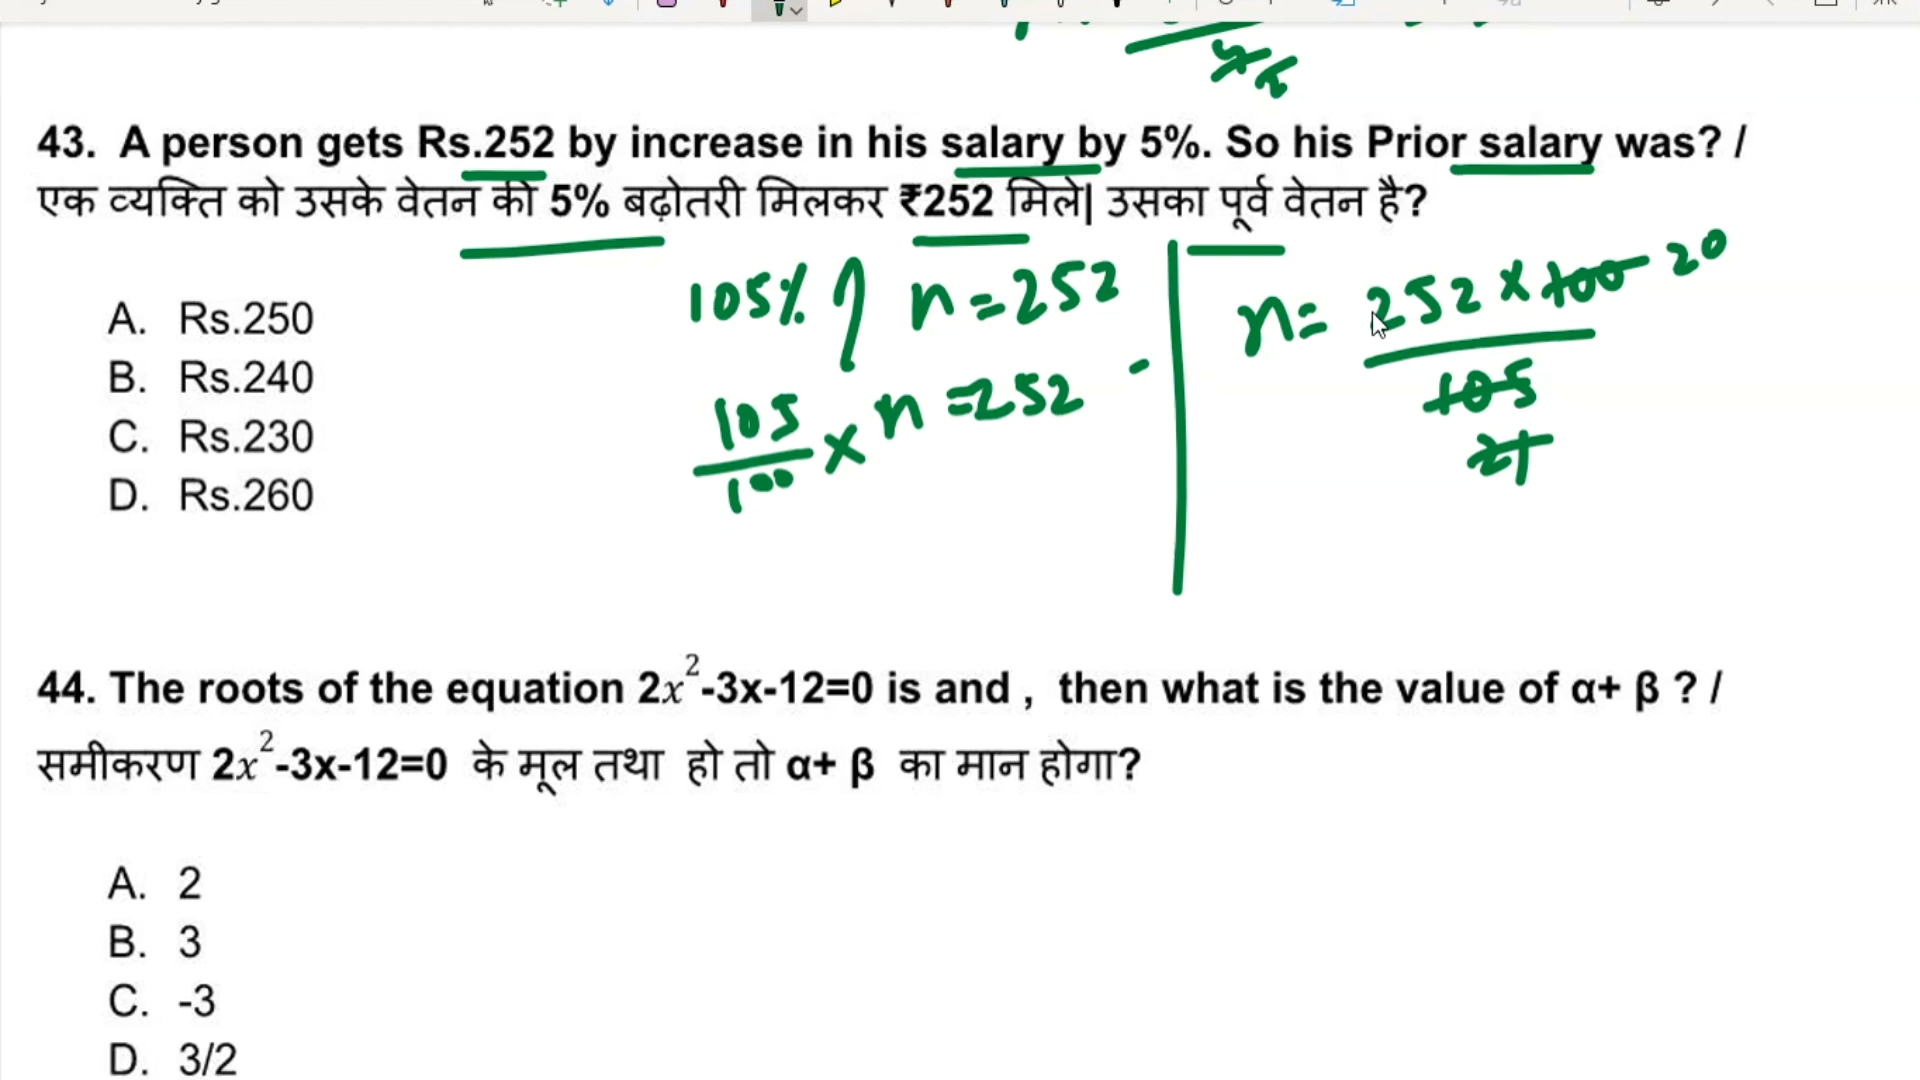 43. A person gets Rs.252 by increase in his salary by 5%. So his Prior salary was? /
एक व्यक्ति को उसके वेतन की 5% बढ़ोतरी मिलकर ₹252 मिले| उसका पूर्व वेतन है?
105% n=252
105/100 × n =252
n= 252×100 20
105
21
A. Rs.250
B. Rs.240
C. Rs.230
D. Rs.260
44. The roots of the equation 2x²-3x-12=0 is and , then what is the value of α+ β ? /
समीकरण 2x²-3x-12=0 के मूल तथा हो तो α+ β का मान होगा?
A. 2
B. 3
C. -3
D. 3/2